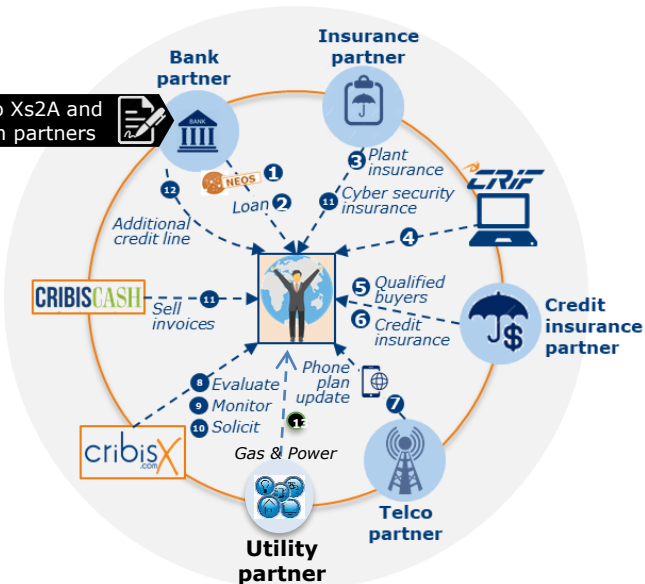 Insurance
partner
Bank
partner
Xs2A and
partners
BANK
NEOS
1
Loan 2
3 Plant
insurance
11 Cyber security
insurance
CRIF
4
12
Additional
credit line
CRIBISCASH
11
Sell
invoices
5 Qualified
buyers
6 Credit
insurance
$
Credit
insurance
partner
Phone
plan
update
7
8 Evaluate
9 Monitor
10 Solicit
cribisX
.com
Gas & Power
Telco
partner
Utility
partner